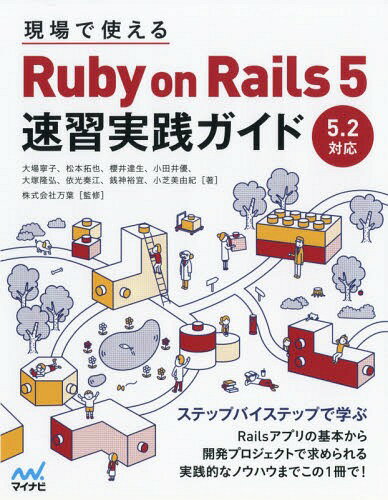 現場で使える
Ruby on Rails 5
速習実践ガイド
5.2
対応
大場寧子、松本拓也、櫻井達生、小田井優、
大塚隆弘、依光奏江、銭神裕宜、小芝美由紀［著］
株式会社万葉［監修］
ステップバイステップで学ぶ
Railsアプリの基本から
開発プロジェクトで求められる
実践的なノウハウまでこの1冊で!
マイナビ